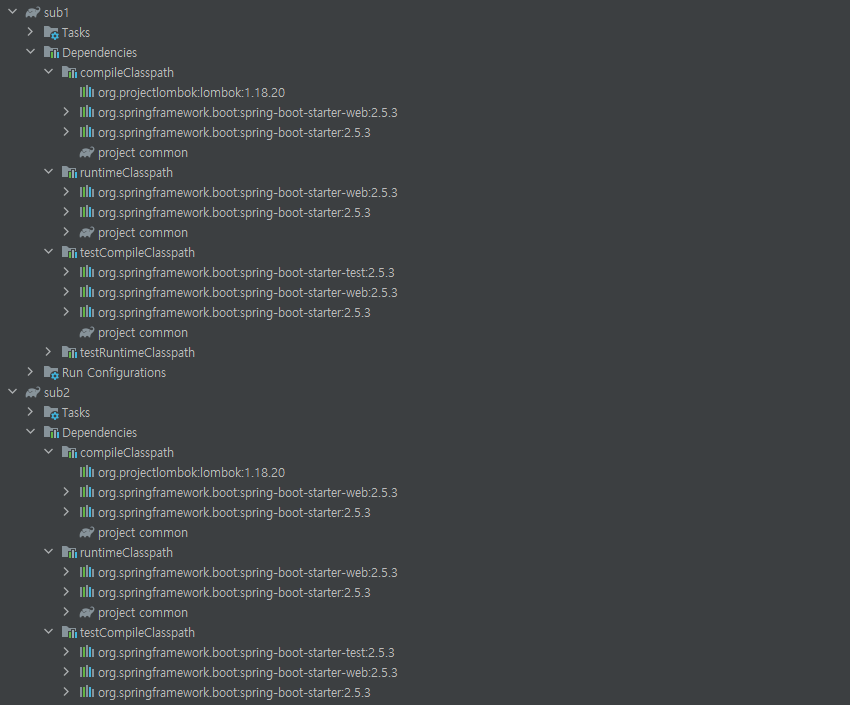 sub1
Tasks
Dependencies
compileClasspath
org.projectlombok:lombok:1.18.20
org.springframework.boot:spring-boot-starter-web:2.5.3
org.springframework.boot:spring-boot-starter:2.5.3
project common
runtimeClasspath
org.springframework.boot:spring-boot-starter-web:2.5.3
org.springframework.boot:spring-boot-starter:2.5.3
project common
testCompileClasspath
org.springframework.boot:spring-boot-starter-test:2.5.3
org.springframework.boot:spring-boot-starter-web:2.5.3
org.springframework.boot:spring-boot-starter:2.5.3
project common
testRuntimeClasspath
Run Configurations
sub2
Tasks
Dependencies
compileClasspath
org.projectlombok:lombok:1.18.20
org.springframework.boot:spring-boot-starter-web:2.5.3
org.springframework.boot:spring-boot-starter:2.5.3
project common
runtimeClasspath
org.springframework.boot:spring-boot-starter-web:2.5.3
org.springframework.boot:spring-boot-starter:2.5.3
project common
testCompileClasspath
org.springframework.boot:spring-boot-starter-test:2.5.3
org.springframework.boot:spring-boot-starter-web:2.5.3
org.springframework.boot:spring-boot-starter:2.5.3